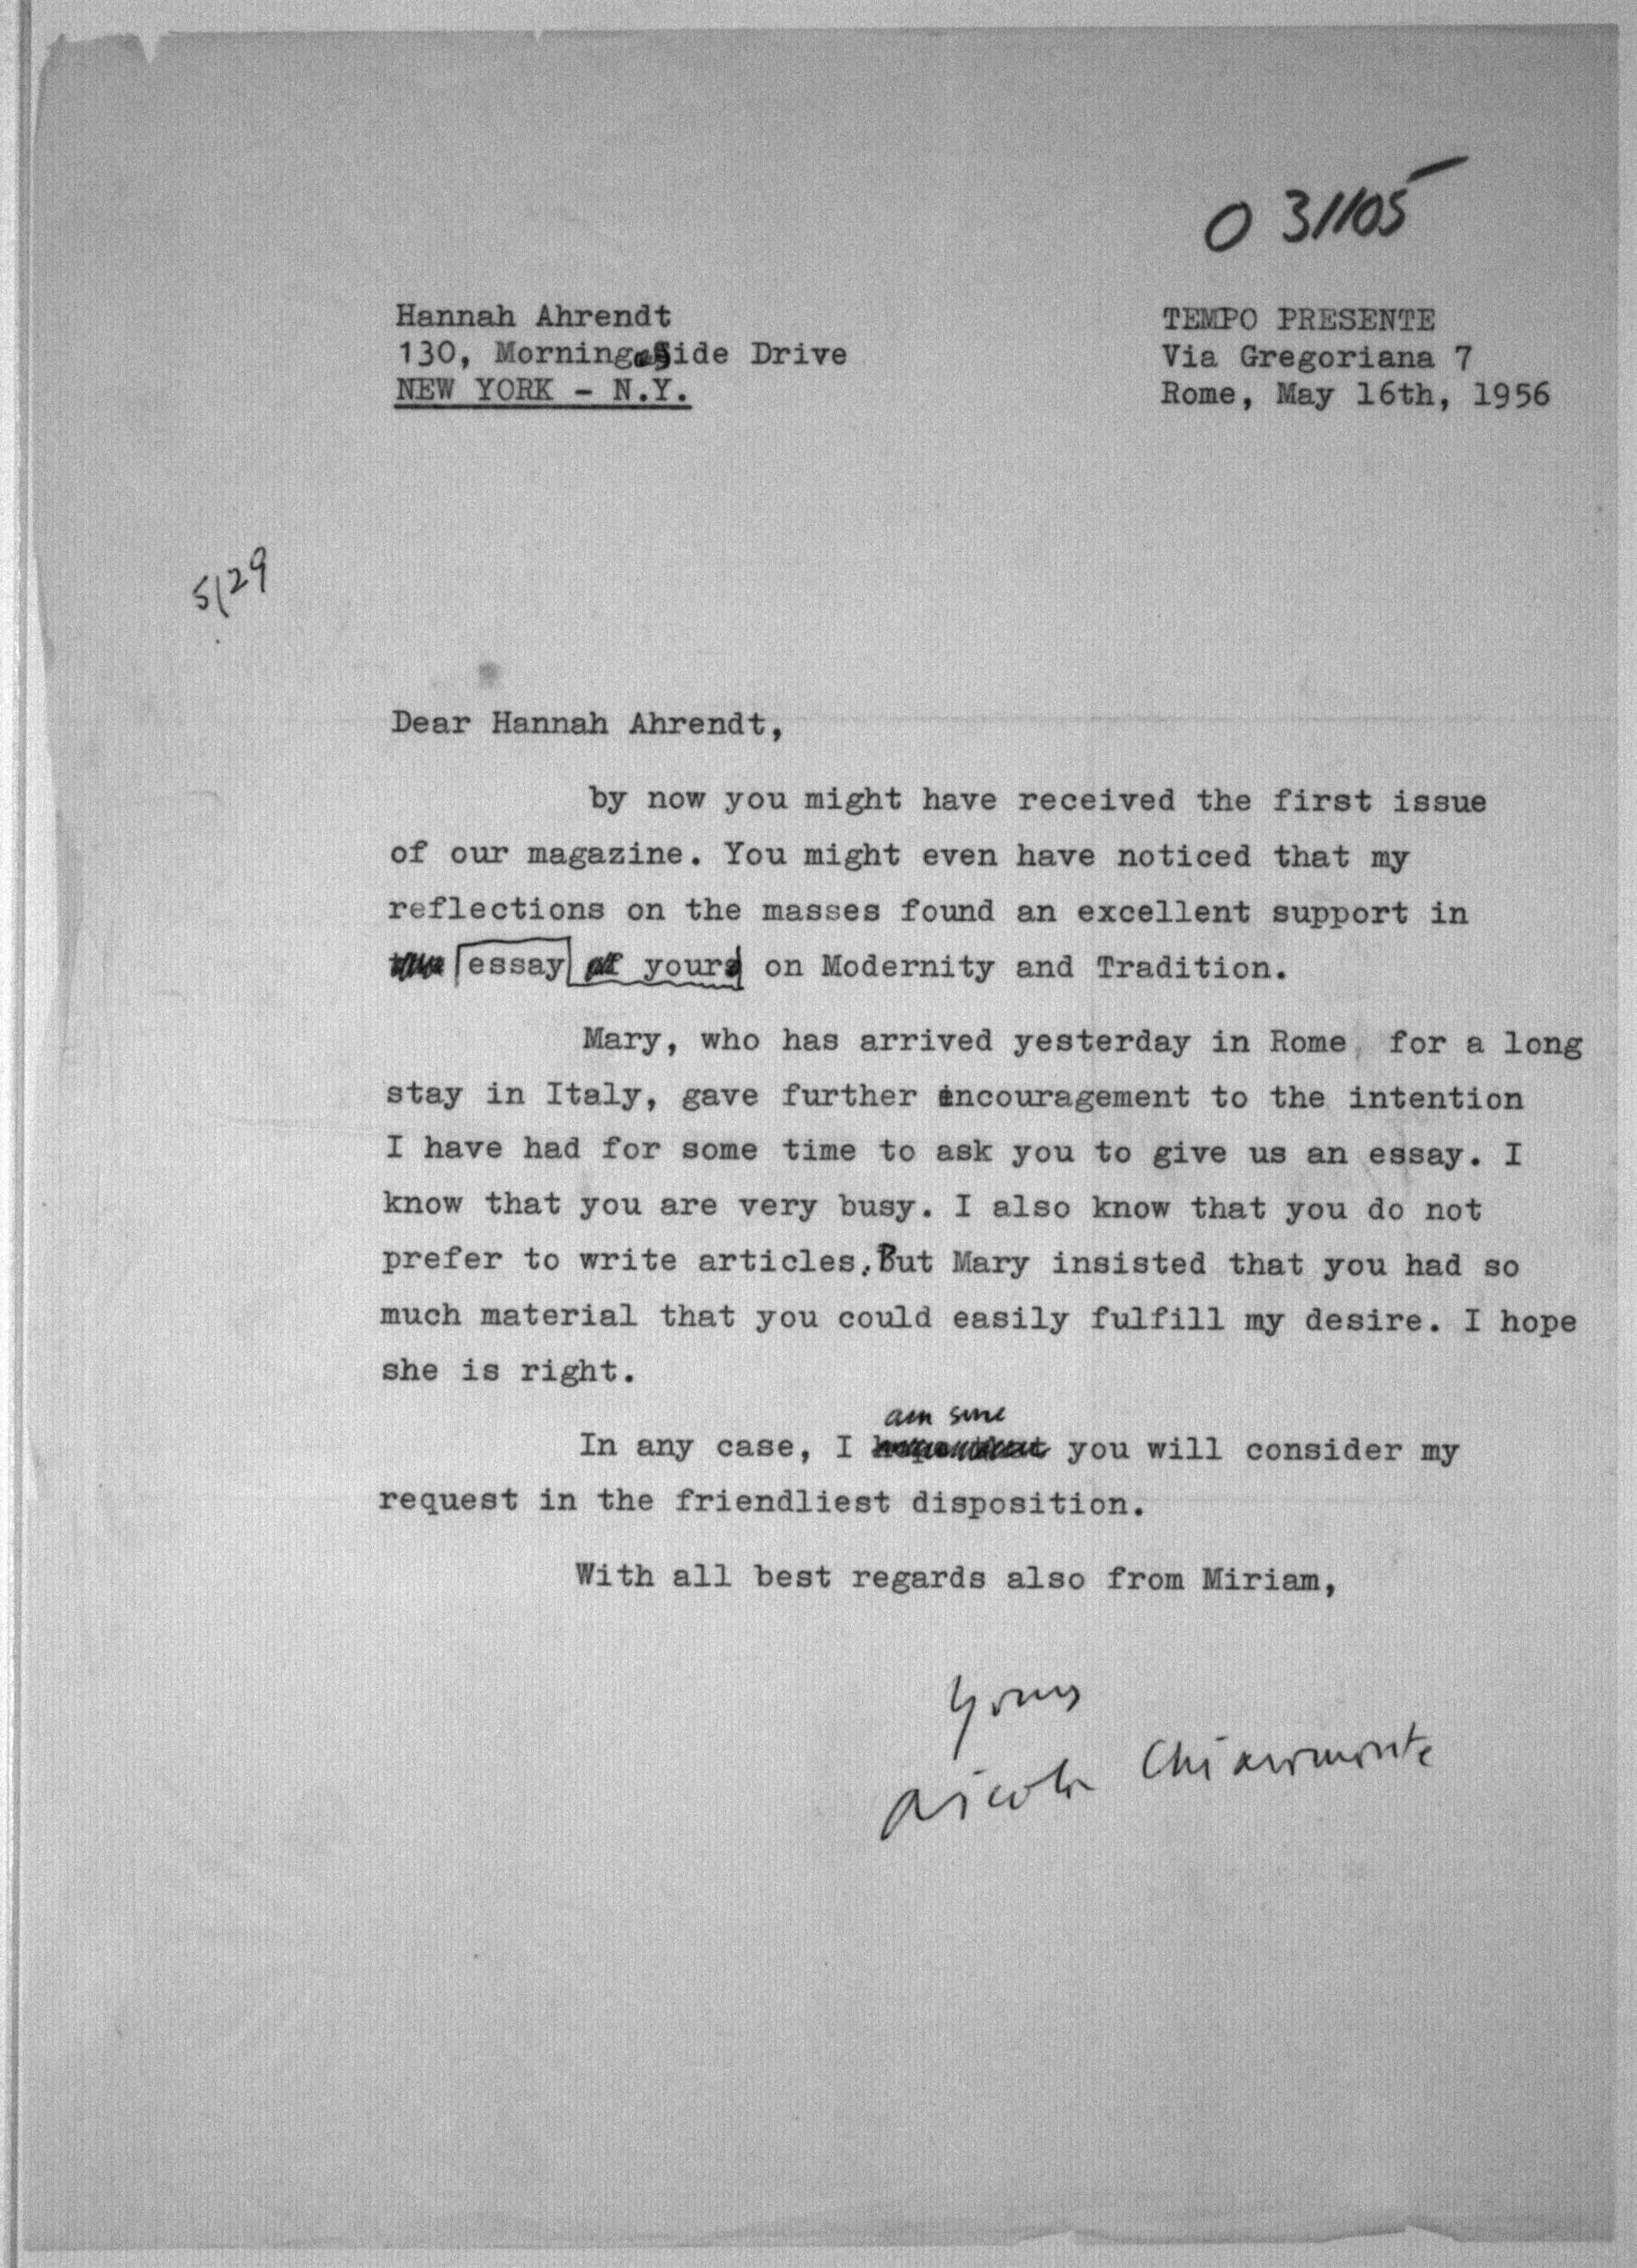 O 31105
Hannah Ahrendt
130, Morningside Drive
NEW YORK - N.Y.
TEMPO PRESENTE
Via Gregoriana 7
Rome, May 16th, 1956
5/29
Dear Hannah Ahrendt,
by now you might have received the first issue
of our magazine. You might even have noticed that my
reflections on the masses found an excellent support in
essay your on Modernity and Tradition.
Mary, who has arrived yesterday in Rome, for a long
stay in Italy, gave further encouragement to the intention
I have had for some time to ask you to give us an essay. I
know that you are very busy. I also know that you do not
prefer to write articles. But Mary insisted that you had so
much material that you could easily fulfill my desire. I hope
she is right.
am sure
In any case, I you will consider my
request in the friendliest disposition.
With all best regards also from Miriam,
Yours
Nicola Chiaromonte